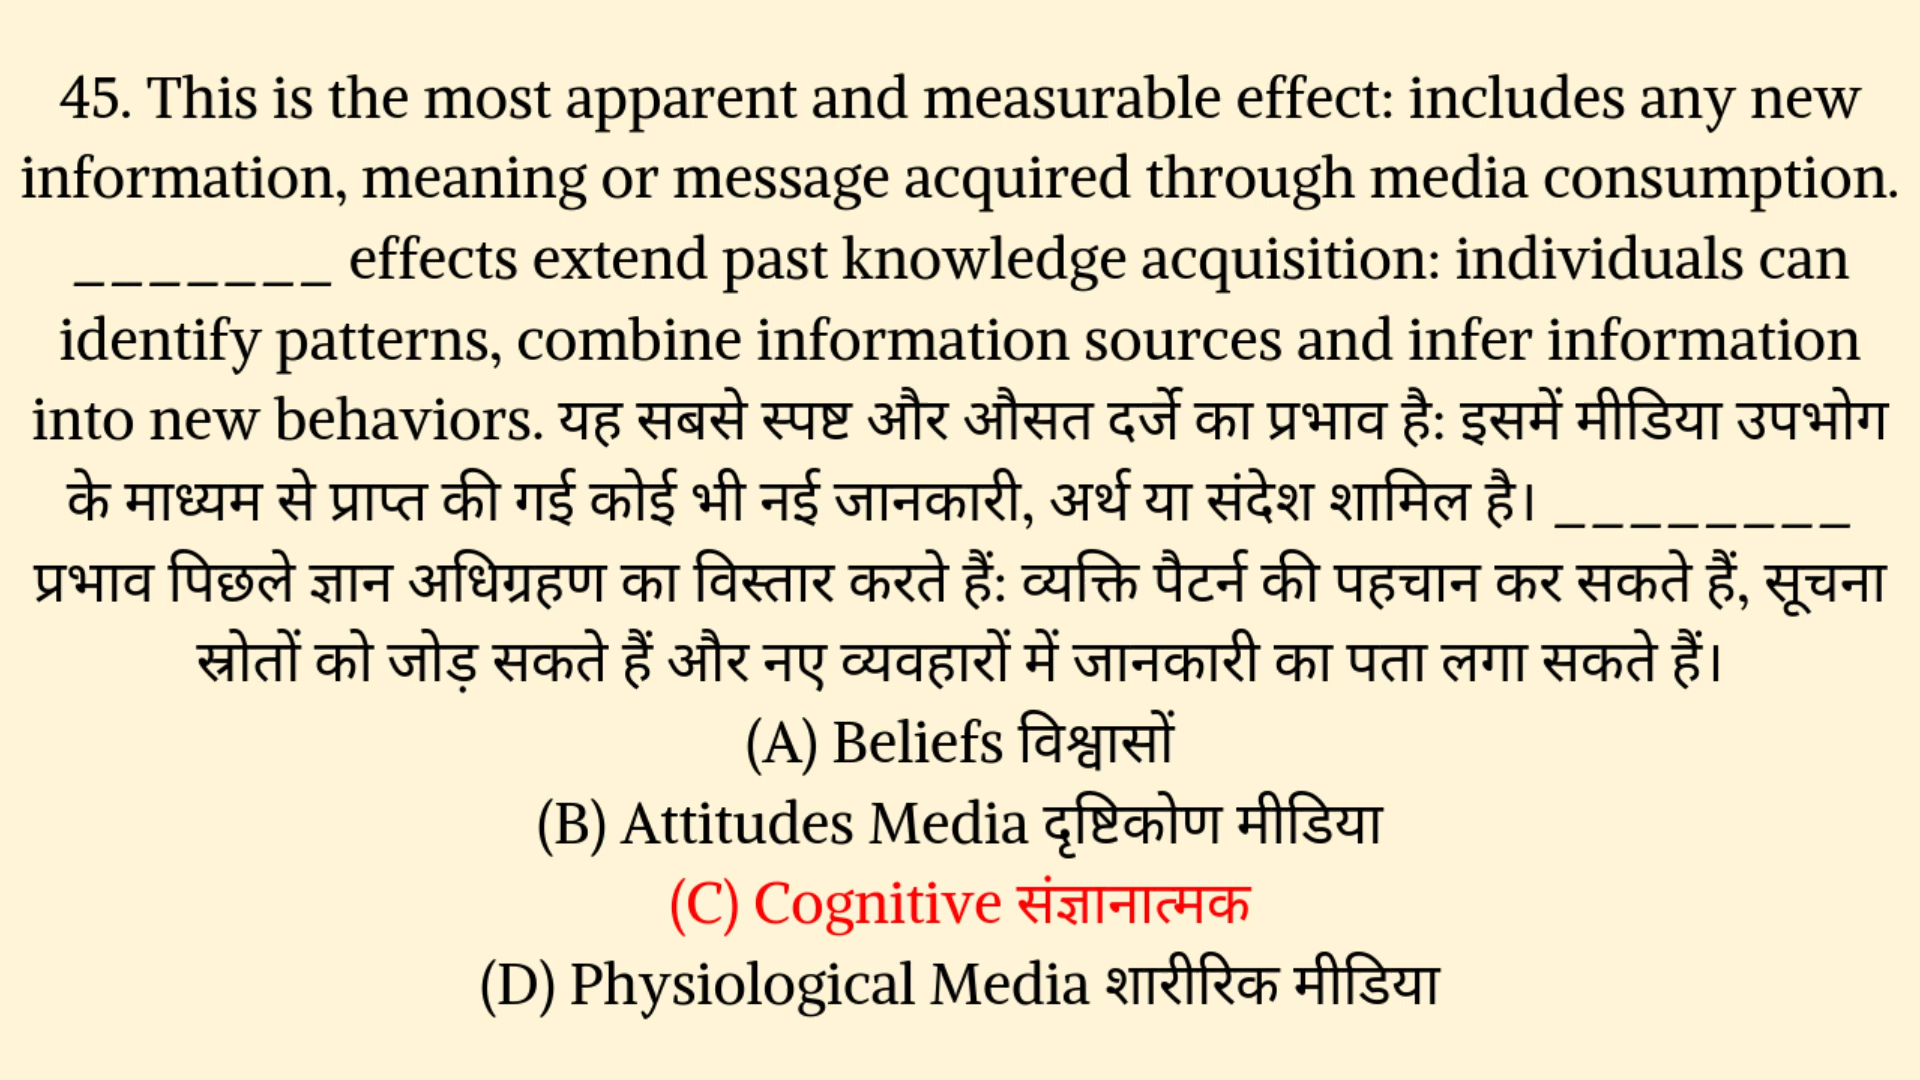 45. This is the most apparent and measurable effect: includes any new
information, meaning or message acquired through media consumption.
_______ effects extend past knowledge acquisition: individuals can
identify patterns, combine information sources and infer information
into new behaviors. यह सबसे स्पष्ट और औसत दर्जे का प्रभाव है: इसमें मीडिया उपभोग
के माध्यम से प्राप्त की गई कोई भी नई जानकारी, अर्थ या संदेश शामिल है। ________
प्रभाव पिछले ज्ञान अधिग्रहण का विस्तार करते हैं: व्यक्ति पैटर्न की पहचान कर सकते हैं, सूचना
स्रोतों को जोड़ सकते हैं और नए व्यवहारों में जानकारी का पता लगा सकते हैं।
(A) Beliefs विश्वासों
(B) Attitudes Media दृष्टिकोण मीडिया
(C) Cognitive संज्ञानात्मक
(D) Physiological Media शारीरिक मीडिया